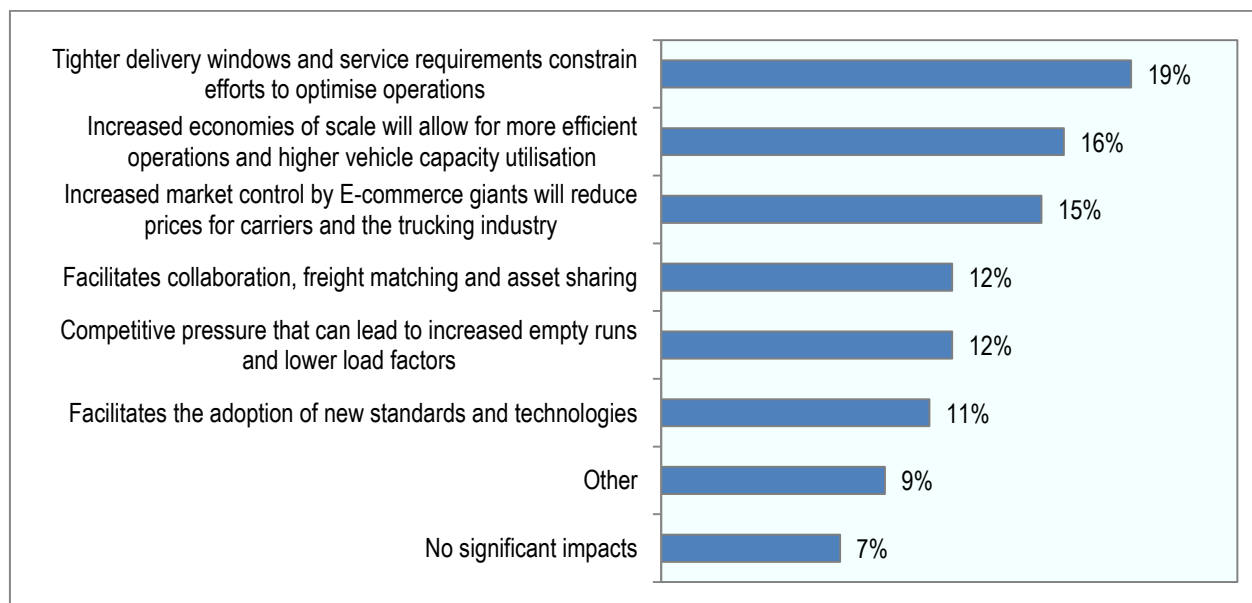 Tighter delivery windows and service requirements constrain
efforts to optimise operations
19%
Increased economies of scale will allow for more efficient
operations and higher vehicle capacity utilisation
16%
Increased market control by E-commerce giants will reduce
prices for carriers and the trucking industry
15%
Facilitates collaboration, freight matching and asset sharing
12%
Competitive pressure that can lead to increased empty runs
and lower load factors
12%
Facilitates the adoption of new standards and technologies
11%
Other
9%
No significant impacts
7%